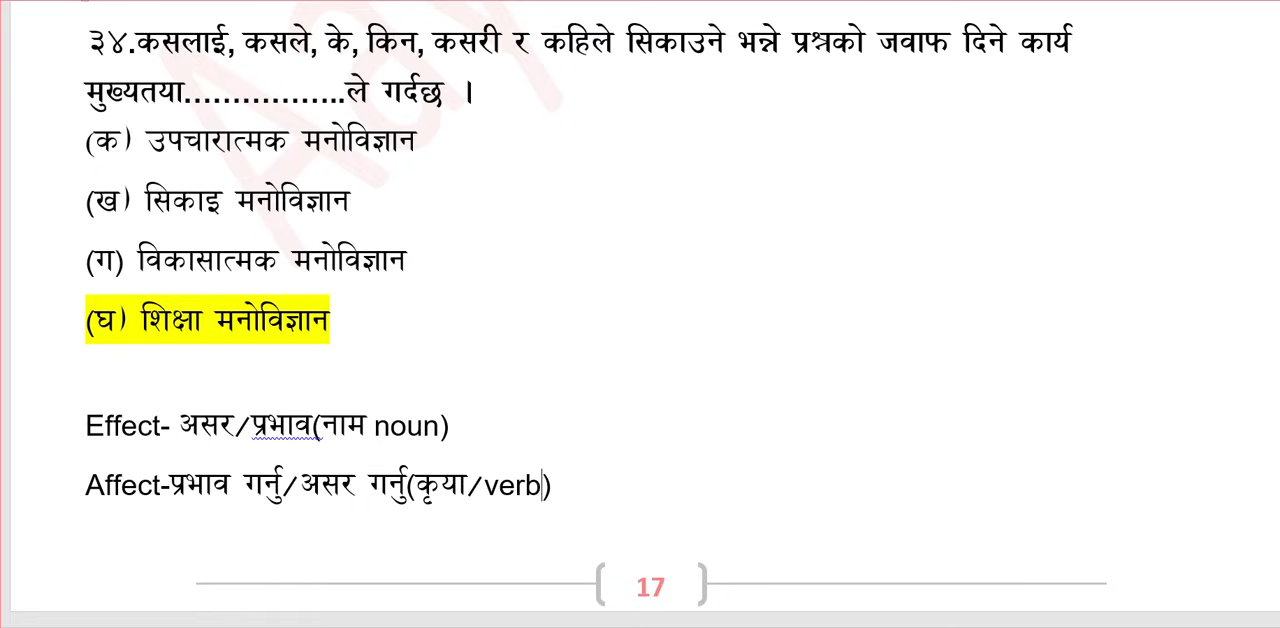 ३४.कसलाई, कसले, के, किन, कसरी र कहिले सिकाउने भन्ने प्रश्नको जवाफ दिने कार्य
मुख्यतया………………..ले गर्दछ ।
(क) उपचारात्मक मनोविज्ञान
(ख) सिकाइ मनोविज्ञान
(ग) विकासात्मक मनोविज्ञान
(घ) शिक्षा मनोविज्ञान
Effect- असर/प्रभाव(नाम noun)
Affect-प्रभाव गर्नु/असर गर्नु(कृया/verb)
17